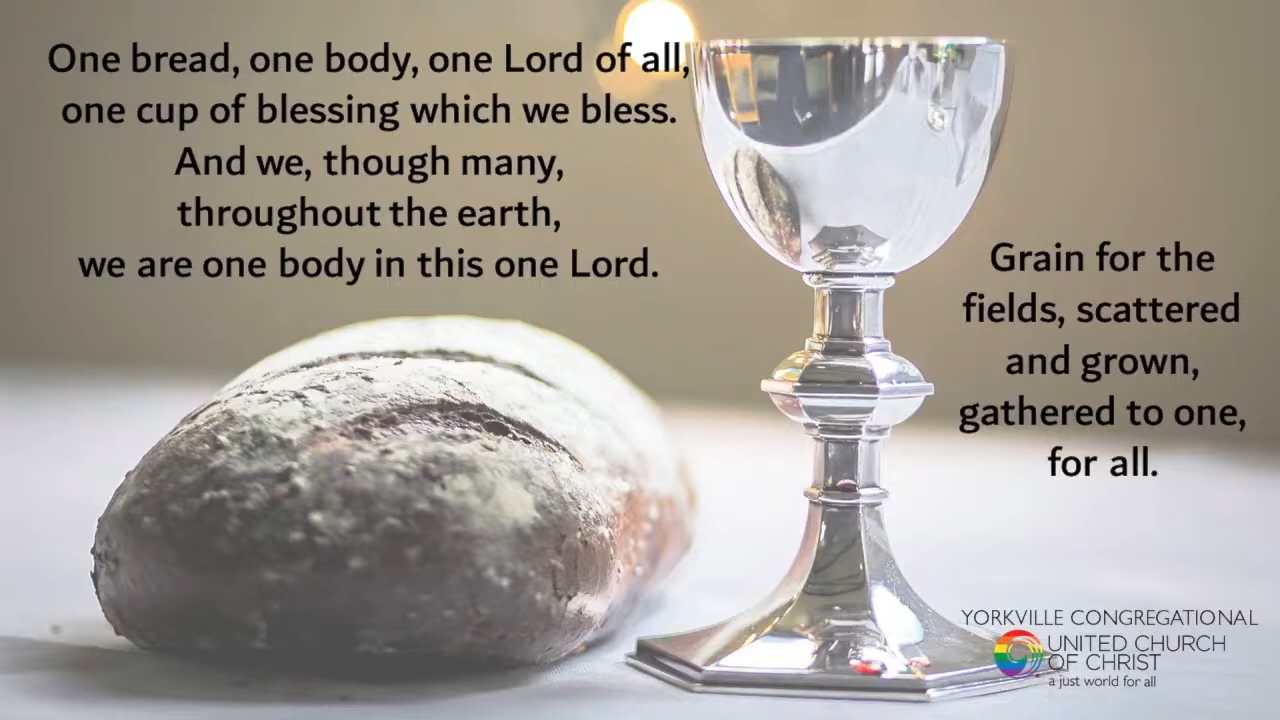 One bread, one body, one Lord of all,
one cup of blessing which we bless.
And we, though many,
throughout the earth,
we are one body in this one Lord.
Grain for the
fields, scattered
and grown,
gathered to one,
for all.
YORKVILLE CONGREGATIONAL
UNITED CHURCH
OF CHRIST
a just world for all